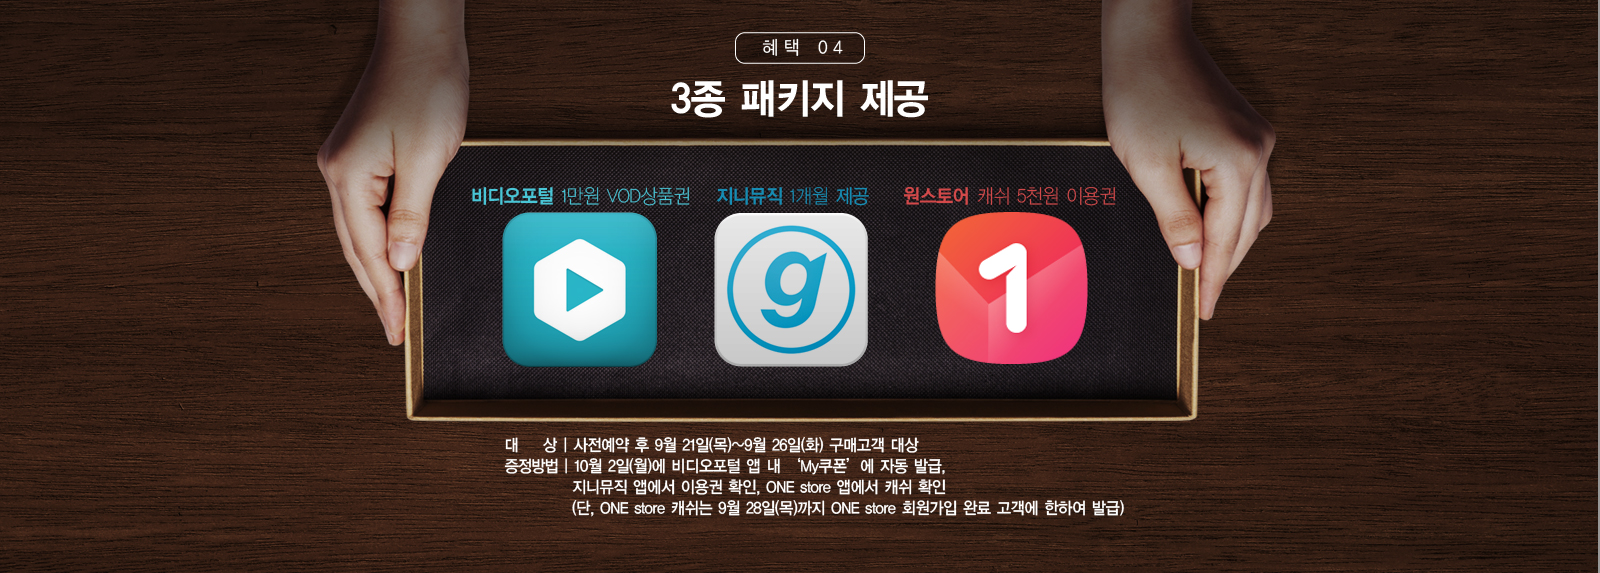 혜택 04
3종 패키지 제공
비디오포털 1만원 VOD상품권
지니뮤직 1개월 제공
원스토어 캐쉬 5천원 이용권
g
1
대 상 | 사전예약 후 9월 21일(목)~9월 26일(화) 구매고객 대상
증정방법 | 10월 2일(월)에 비디오포털 앱 내 ‘My쿠폰’에 자동 발급,
지니뮤직 앱에서 이용권 확인, ONE store 앱에서 캐쉬 확인
(단, ONE store 캐쉬는 9월 28일(목)까지 ONE store 회원가입 완료 고객에 한하여 발급)